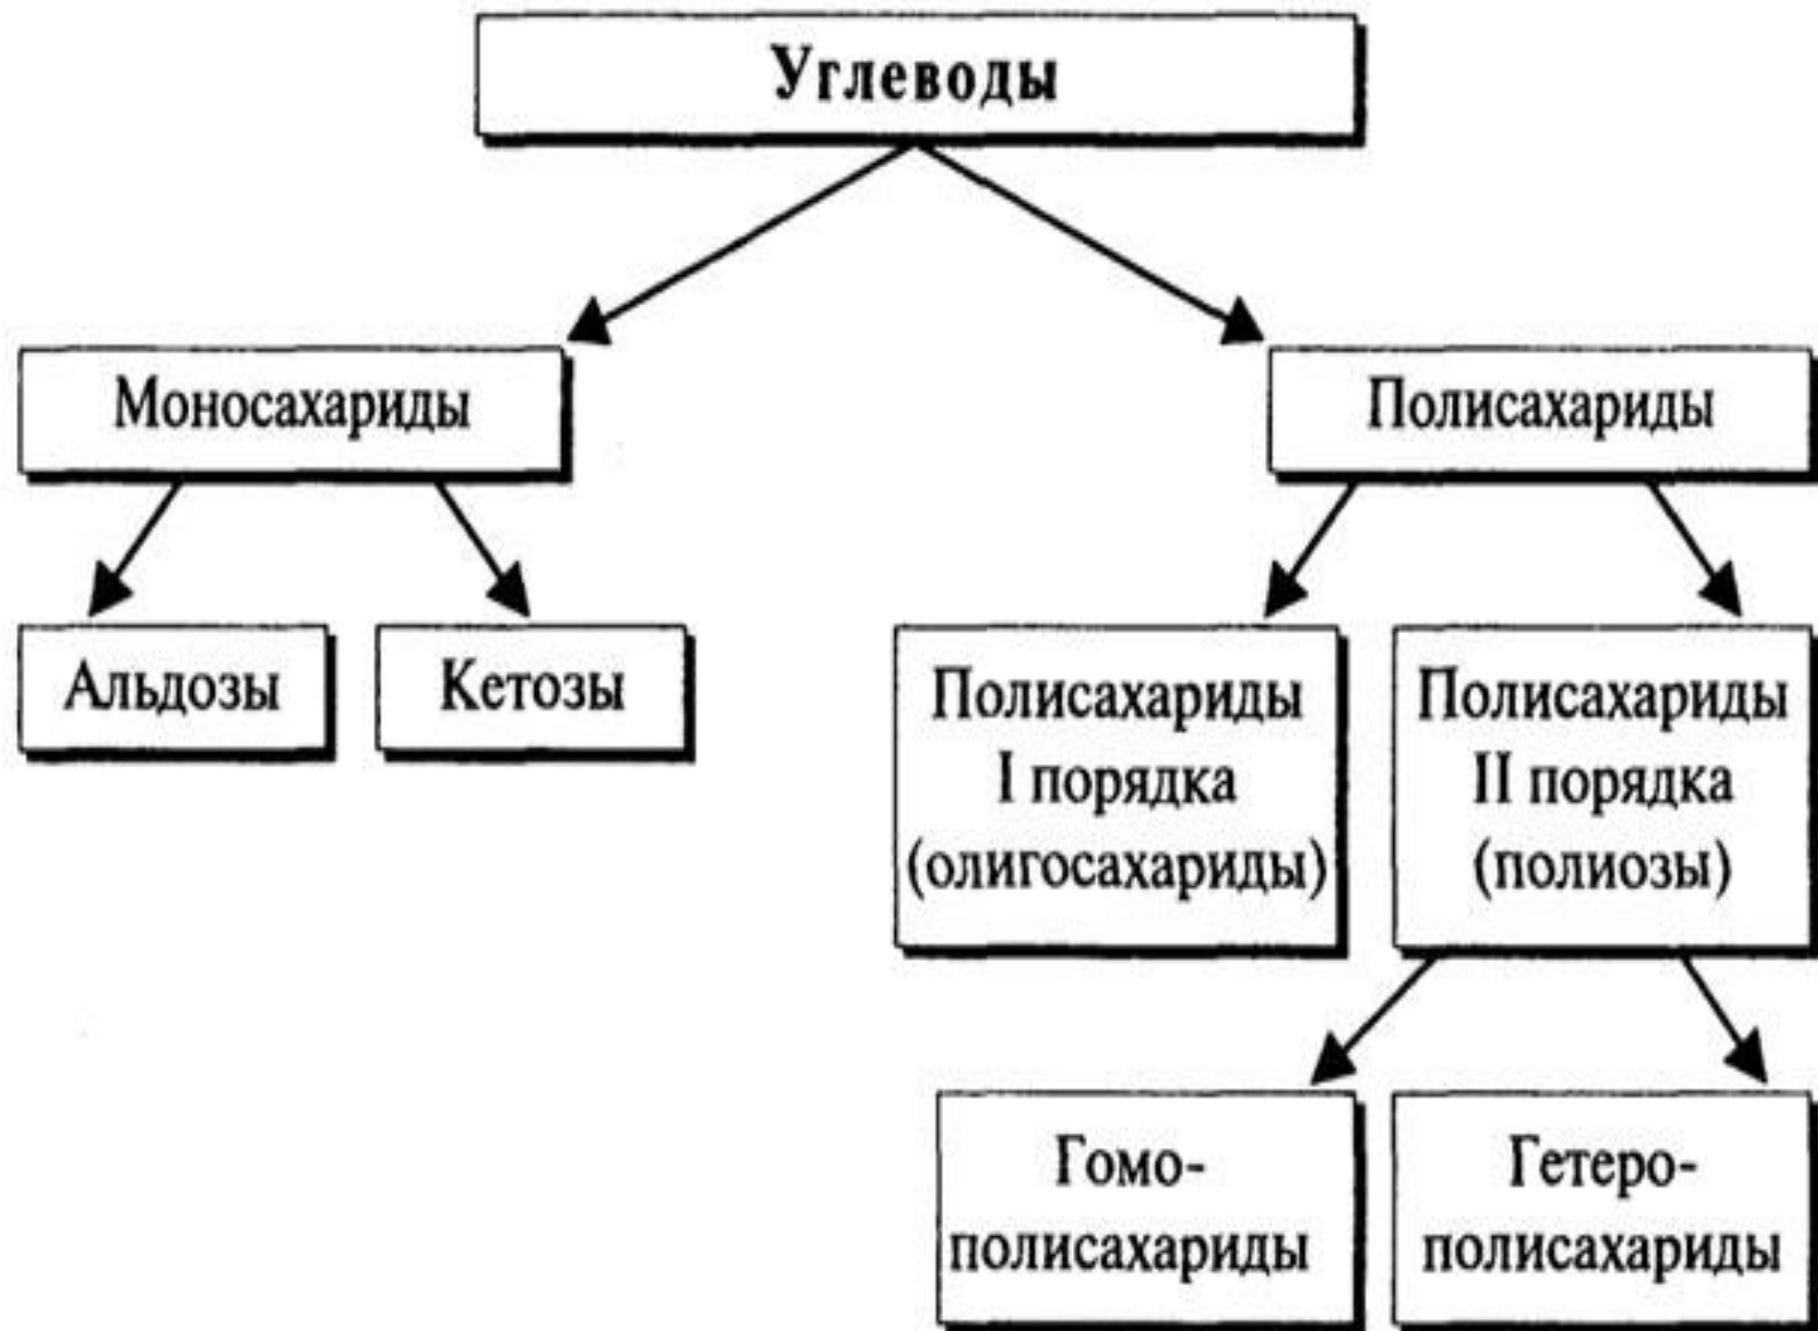 Углеводы
Моносахариды
Полисахариды
Альдозы
Кетозы
Полисахариды
I порядка
(олигосахариды)
Полисахариды
II порядка
(полиозы)
Гомо-
полисахариды
Гетеро-
полисахариды